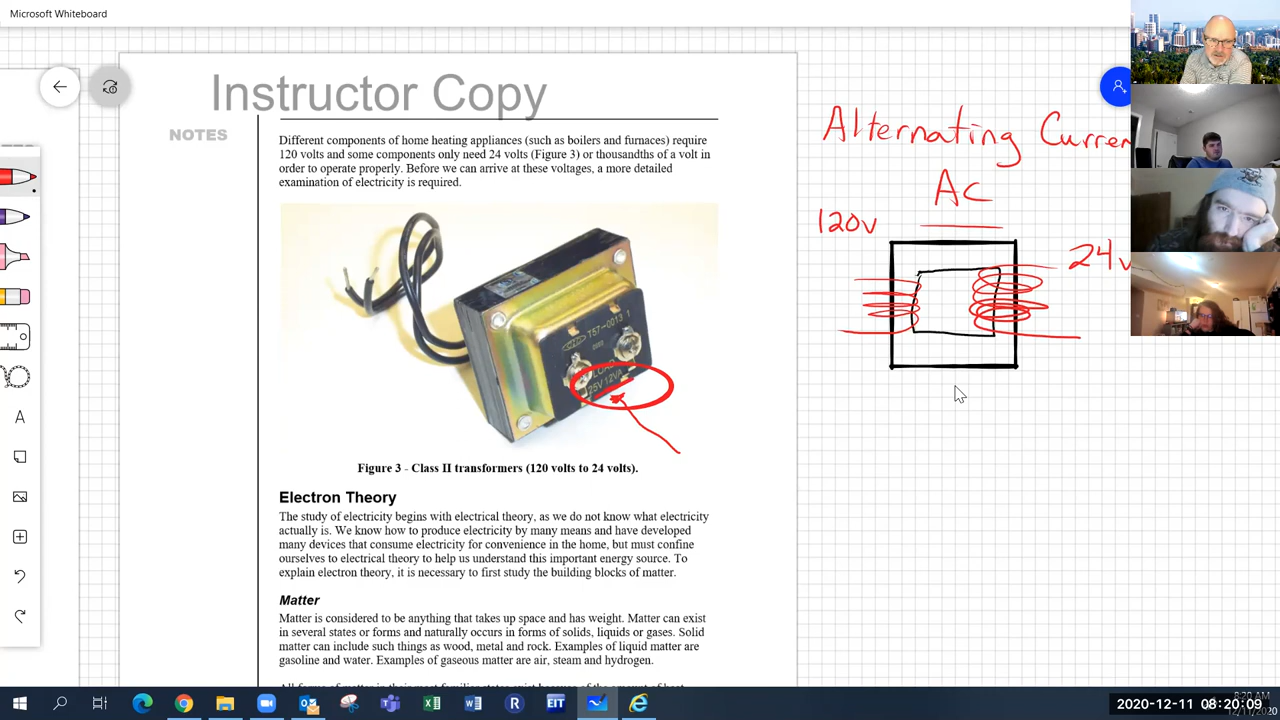 Microsoft Whiteboard
Instructor Copy
NOTES
Different components of home heating appliances (such as boilers and furnaces) require
120 volts and some components only need 24 volts (Figure 3) or thousandths of a volt in
order to operate properly. Before we can arrive at these voltages, a more detailed
examination of electricity is required.
T57-0013 1
LOAD
25V 12VA
Figure 3 - Class II transformers (120 volts to 24 volts).
Electron Theory
The study of electricity begins with electrical theory, as we do not know what electricity
actually is. We know how to produce electricity by many means and have developed
many devices that consume electricity for convenience in the home, but must confine
ourselves to electrical theory to help us understand this important energy source. To
explain electron theory, it is necessary to first study the building blocks of matter.
Matter
Matter is considered to be anything that takes up space and has weight. Matter can exist
in several states or forms and naturally occurs in forms of solids, liquids or gases. Solid
matter can include such things as wood, metal and rock. Examples of liquid matter are
gasoline and water. Examples of gaseous matter are air, steam and hydrogen.
Alternating Curren
AC
120v
24v
A
R
EIT
2020-12-11 08:20:09